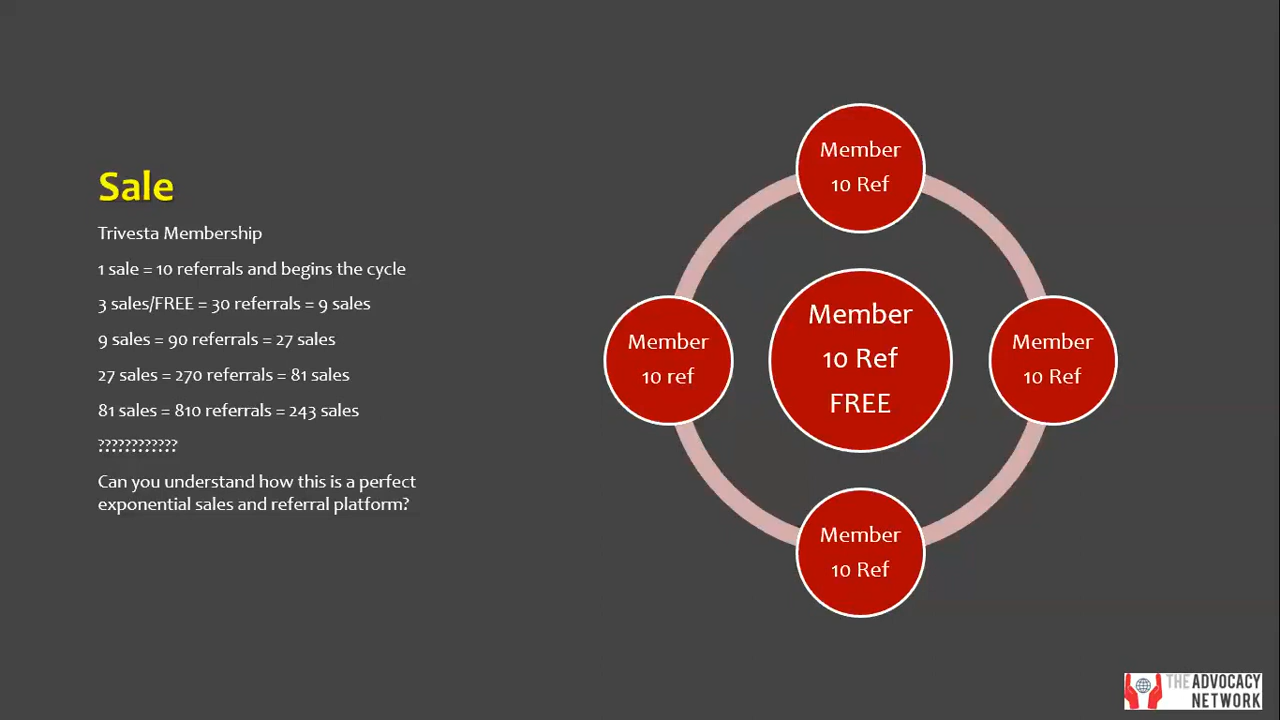 Sale
Trivesta Membership
1 sale = 10 referrals and begins the cycle
3 sales/FREE = 30 referrals = 9 sales
9 sales = 90 referrals = 27 sales
27 sales = 270 referrals = 81 sales
81 sales = 810 referrals = 243 sales
????????????
Can you understand how this is a perfect
exponential sales and referral platform?
Member
10 Ref
Member
10 ref
Member
10 Ref
FREE
Member
10 Ref
Member
10 Ref
THE ADVOCACY
NETWORK